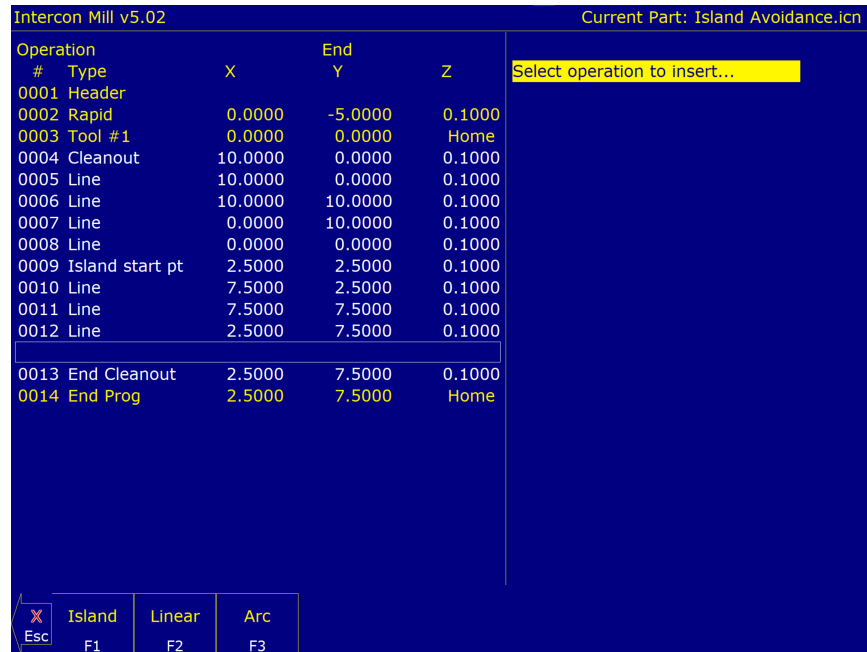 Intercon Mill v5.02 Current Part: Island Avoidance.icn
Operation End
# Type X Y Z Select operation to insert...
0001 Header
0002 Rapid 0.0000 -5.0000 0.1000
0003 Tool #1 0.0000 0.0000 Home
0004 Cleanout 10.0000 0.0000 0.1000
0005 Line 10.0000 0.0000 0.1000
0006 Line 10.0000 10.0000 0.1000
0007 Line 0.0000 10.0000 0.1000
0008 Line 0.0000 0.0000 0.1000
0009 Island start pt 2.5000 2.5000 0.1000
0010 Line 7.5000 2.5000 0.1000
0011 Line 7.5000 7.5000 0.1000
0012 Line 2.5000 7.5000 0.1000
0013 End Cleanout 2.5000 7.5000 0.1000
0014 End Prog 2.5000 7.5000 Home
X Island Linear Arc
Esc F1 F2 F3